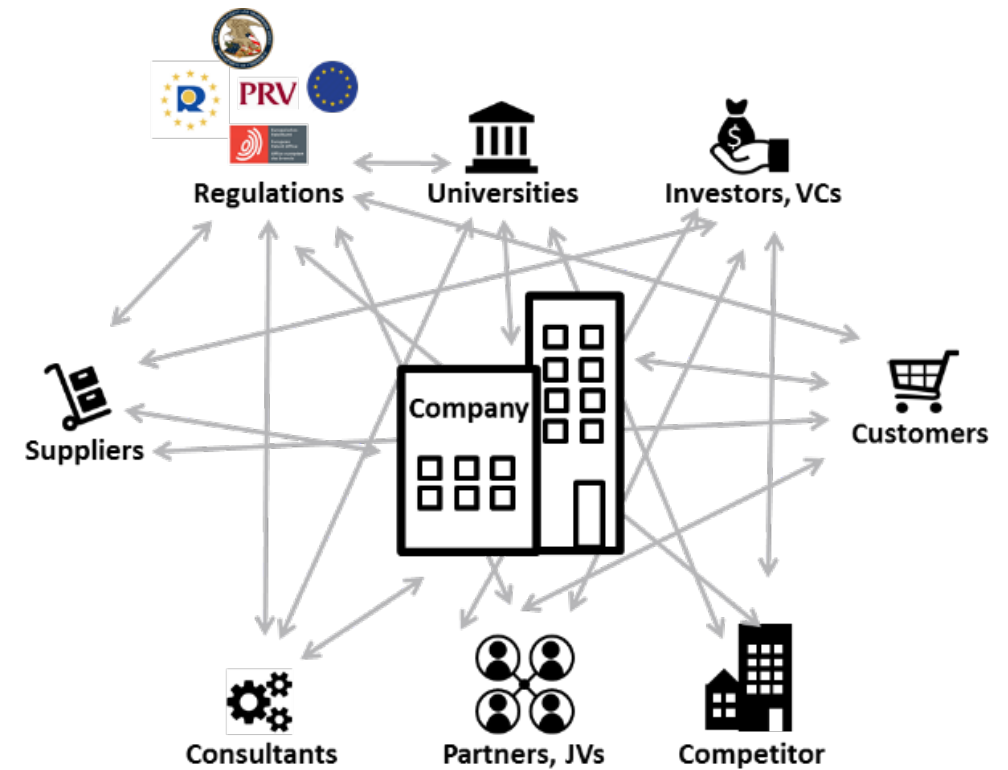 PRV
Regulations
Universities
Investors, VCs
Company
Suppliers
Customers
Consultants
Partners, JVs
Competitor